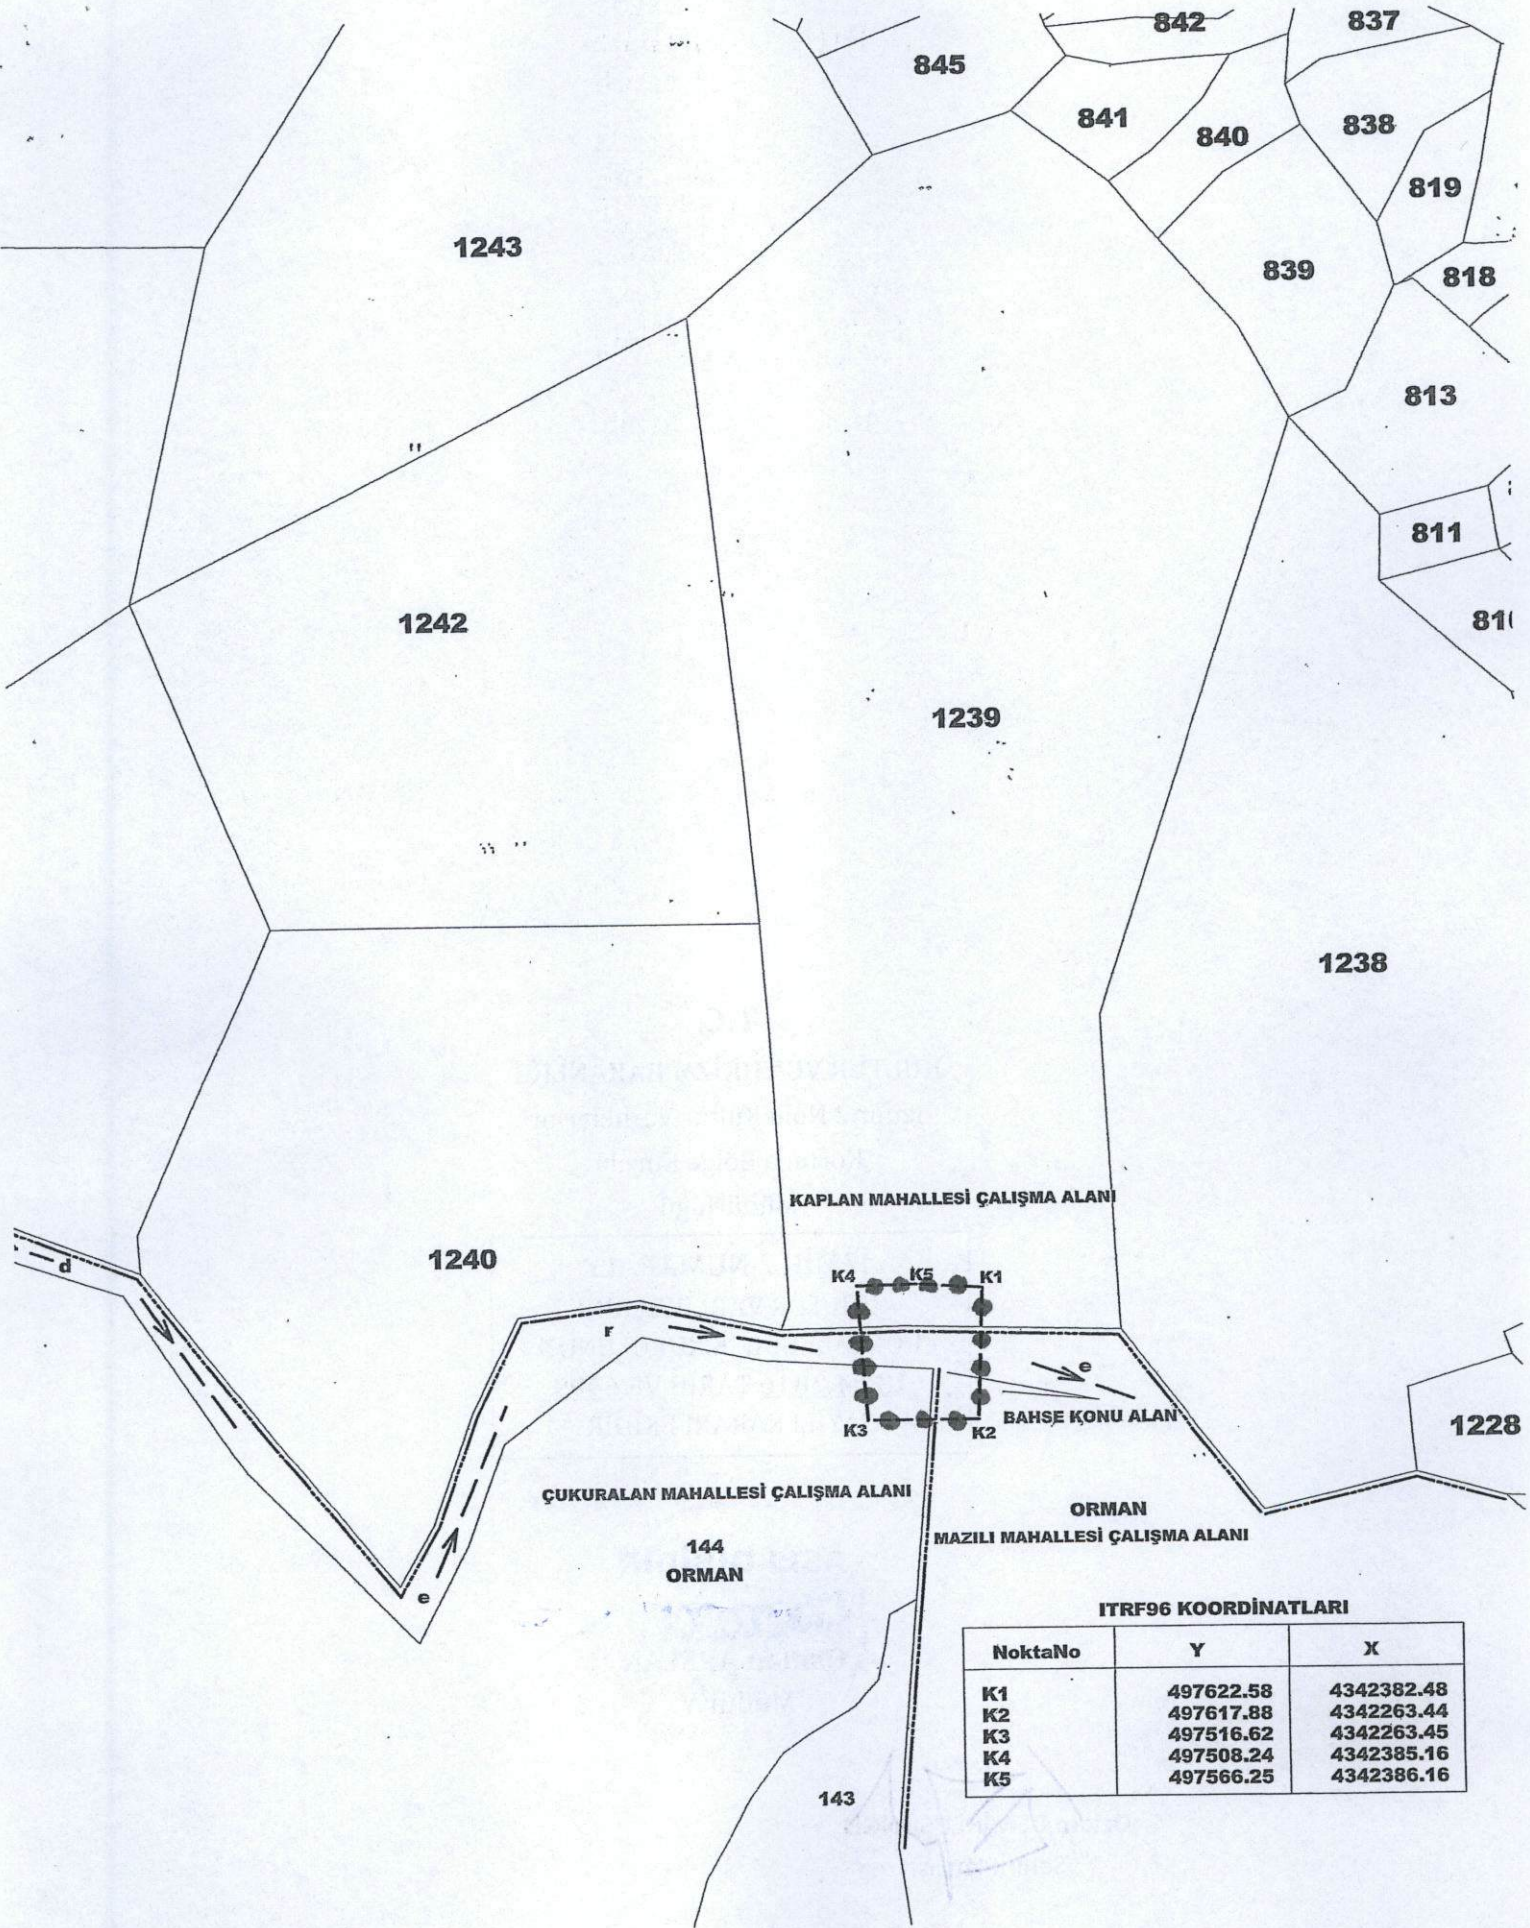 842
837
845
841
840
838
819
1243
839
818
813
811
1242
1239
1238
KAPLAN MAHALLESİ ÇALIŞMA ALANI
d
1240
K4
K5
K1
r
e
BAHSE KONU ALAN
K3
K2
1228
ÇUKURALAN MAHALLESİ ÇALIŞMA ALANI
ORMAN
MAZILI MAHALLESİ ÇALIŞMA ALANI
144
ORMAN
e
ITRF96 KOORDİNATLARI
NoktaNo Y X
K1 497622.58 4342382.48
K2 497617.88 4342263.44
K3 497516.62 4342263.45
K4 497508.24 4342385.16
K5 497566.25 4342386.16
143